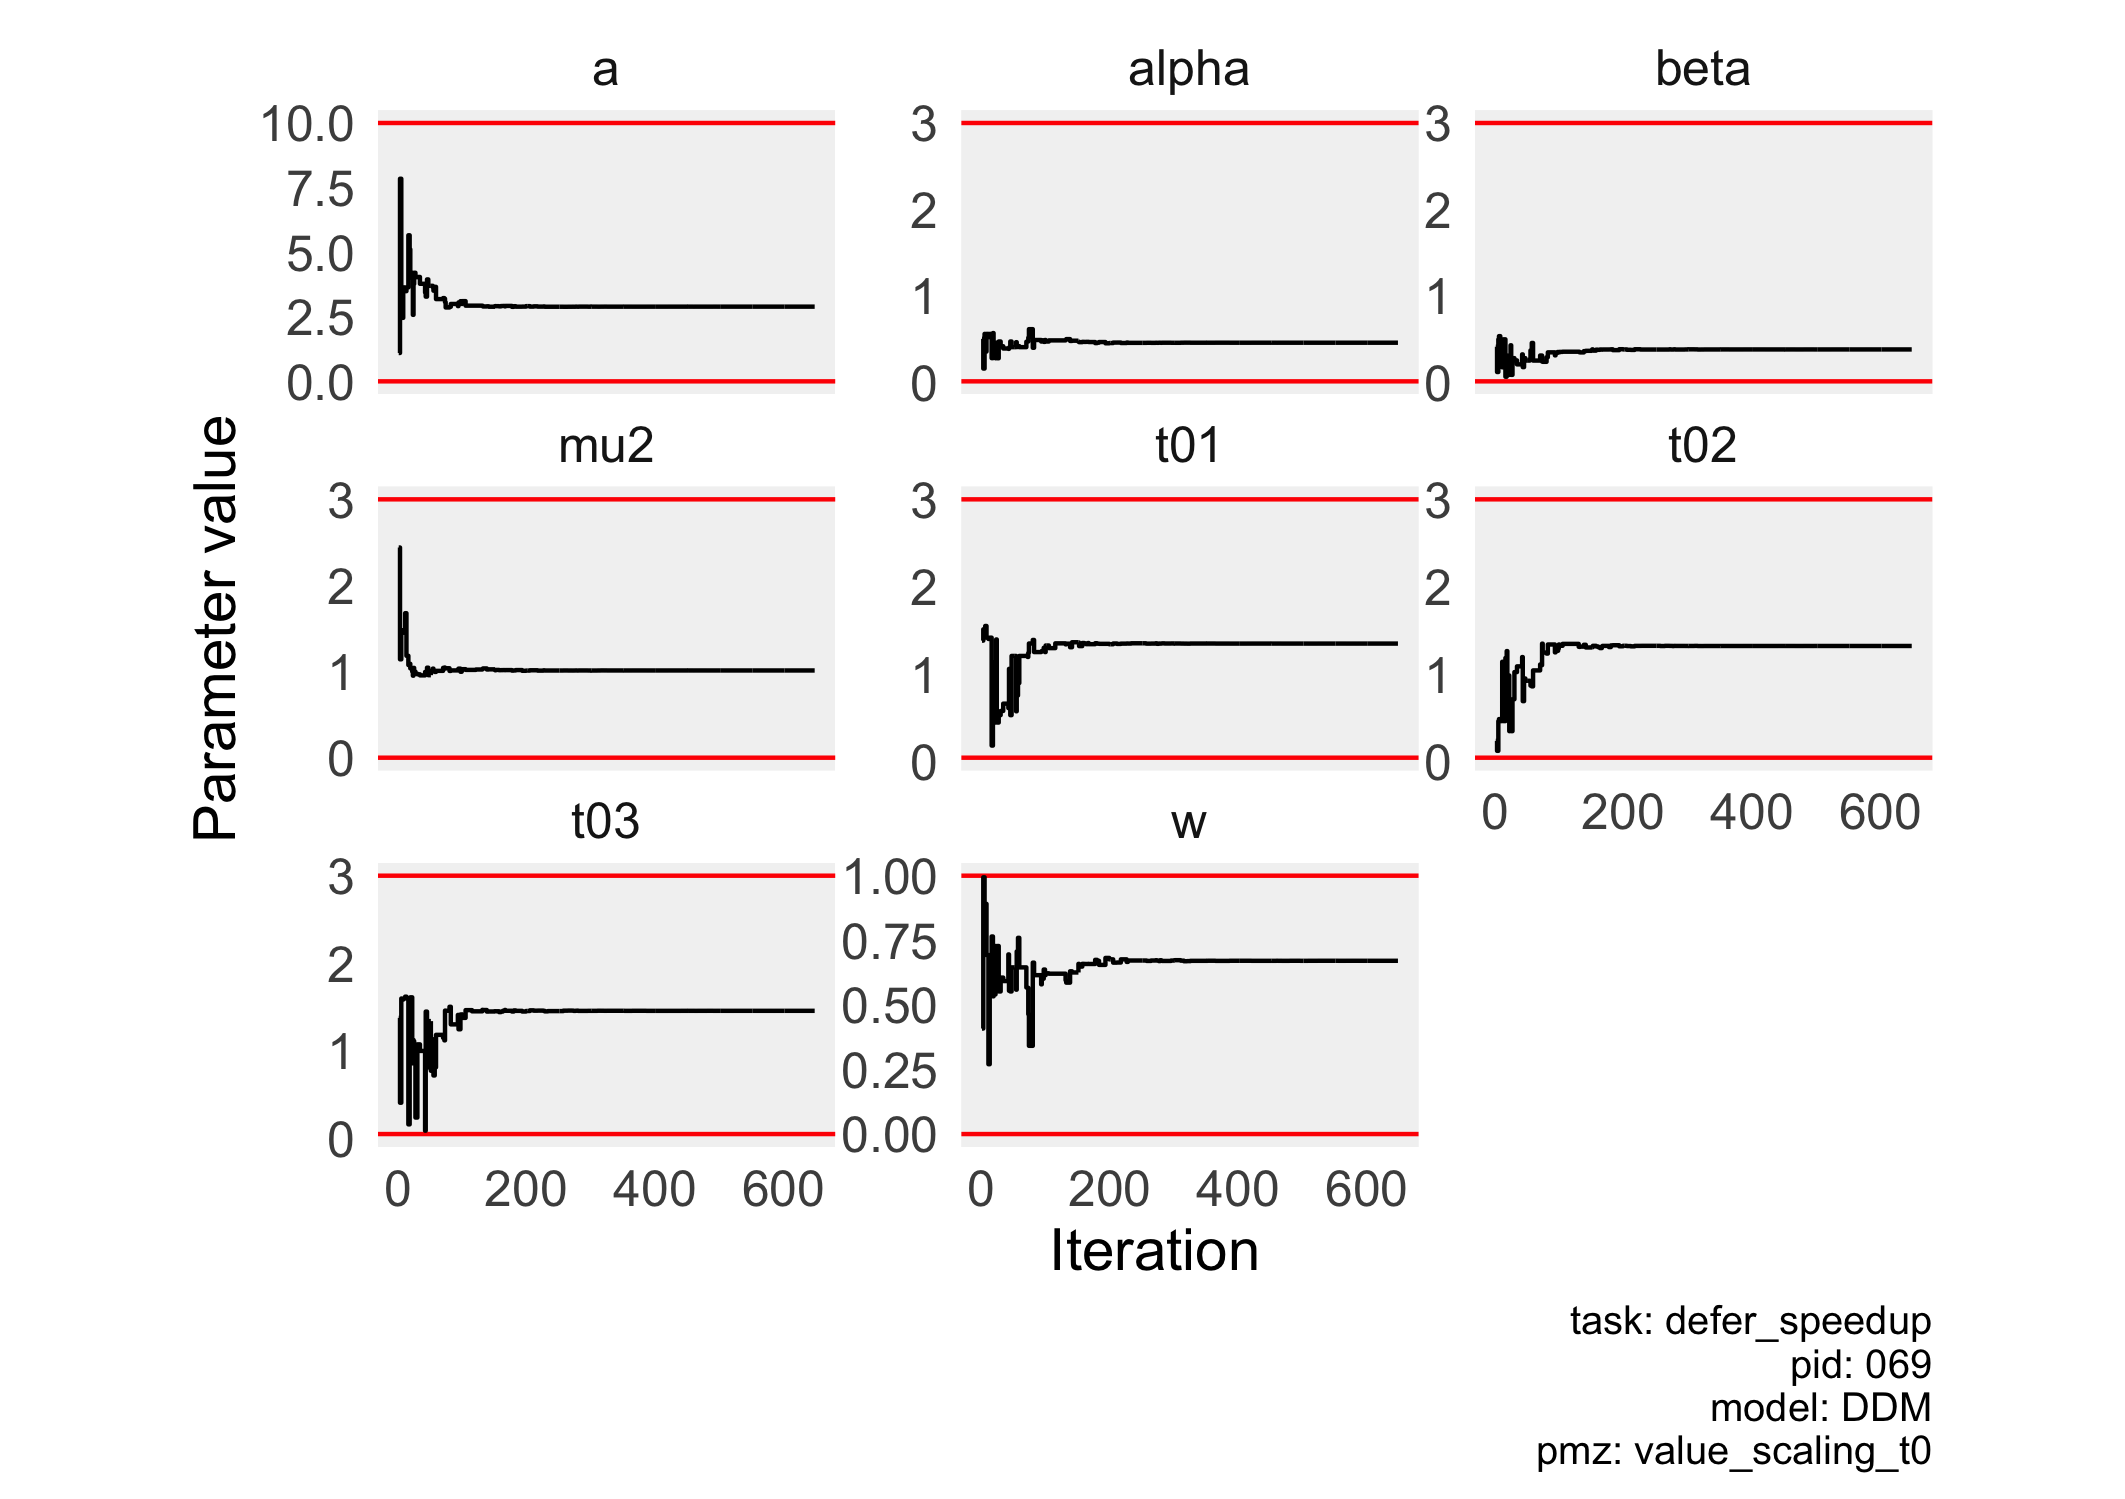 a
alpha
beta
10.0
7.5
5.0
2.5
0.0
3
2
1
0
3
2
1
0
mu2
t01
t02
3
2
1
0
3
2
1
0
3
2
1
0
0 200 400 600
t03
w
3
2
1
0
1.00
0.75
0.50
0.25
0.00
0 200 400 600
0 200 400 600
Parameter value
Iteration
task: defer_speedup
pid: 069
model: DDM
pmz: value_scaling_t0